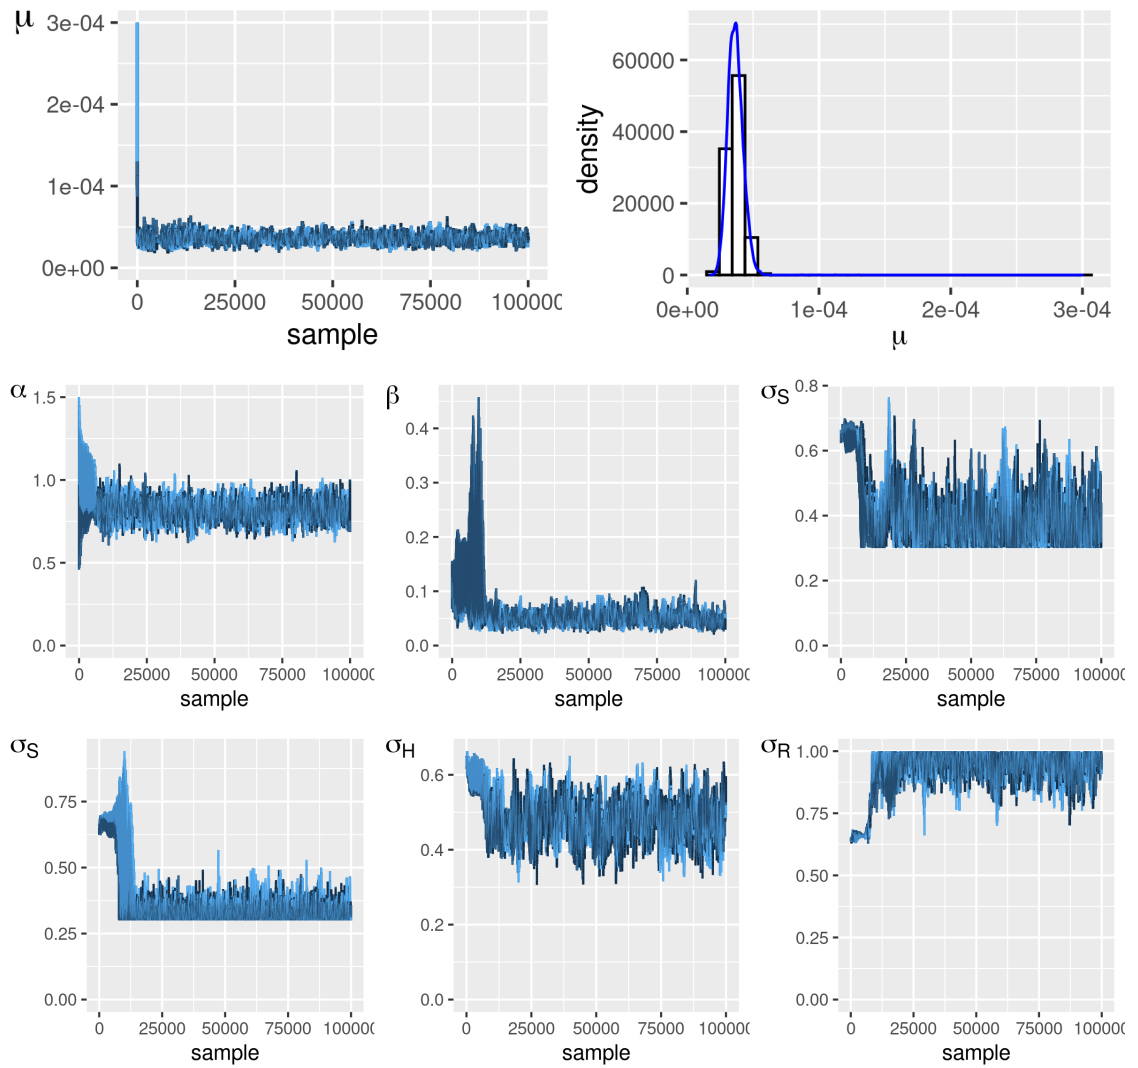 μ
3e-04
2e-04
1e-04
0e+00
0 25000 50000 75000 100000
sample
density
60000
40000
20000
0
0e+00 1e-04 2e-04 3e-04
μ
α
1.5
1.0
0.5
0.0
0 25000 50000 75000 100000
sample
β
0.4
0.3
0.2
0.1
0.0
0 25000 50000 75000 100000
sample
σS
0.8
0.6
0.4
0.2
0.0
0 25000 50000 75000 100000
sample
σS
0.75
0.50
0.25
0.00
0 25000 50000 75000 100000
sample
σH
0.6
0.4
0.2
0.0
0 25000 50000 75000 100000
sample
σR
1.00
0.75
0.50
0.25
0.00
0 25000 50000 75000 100000
sample